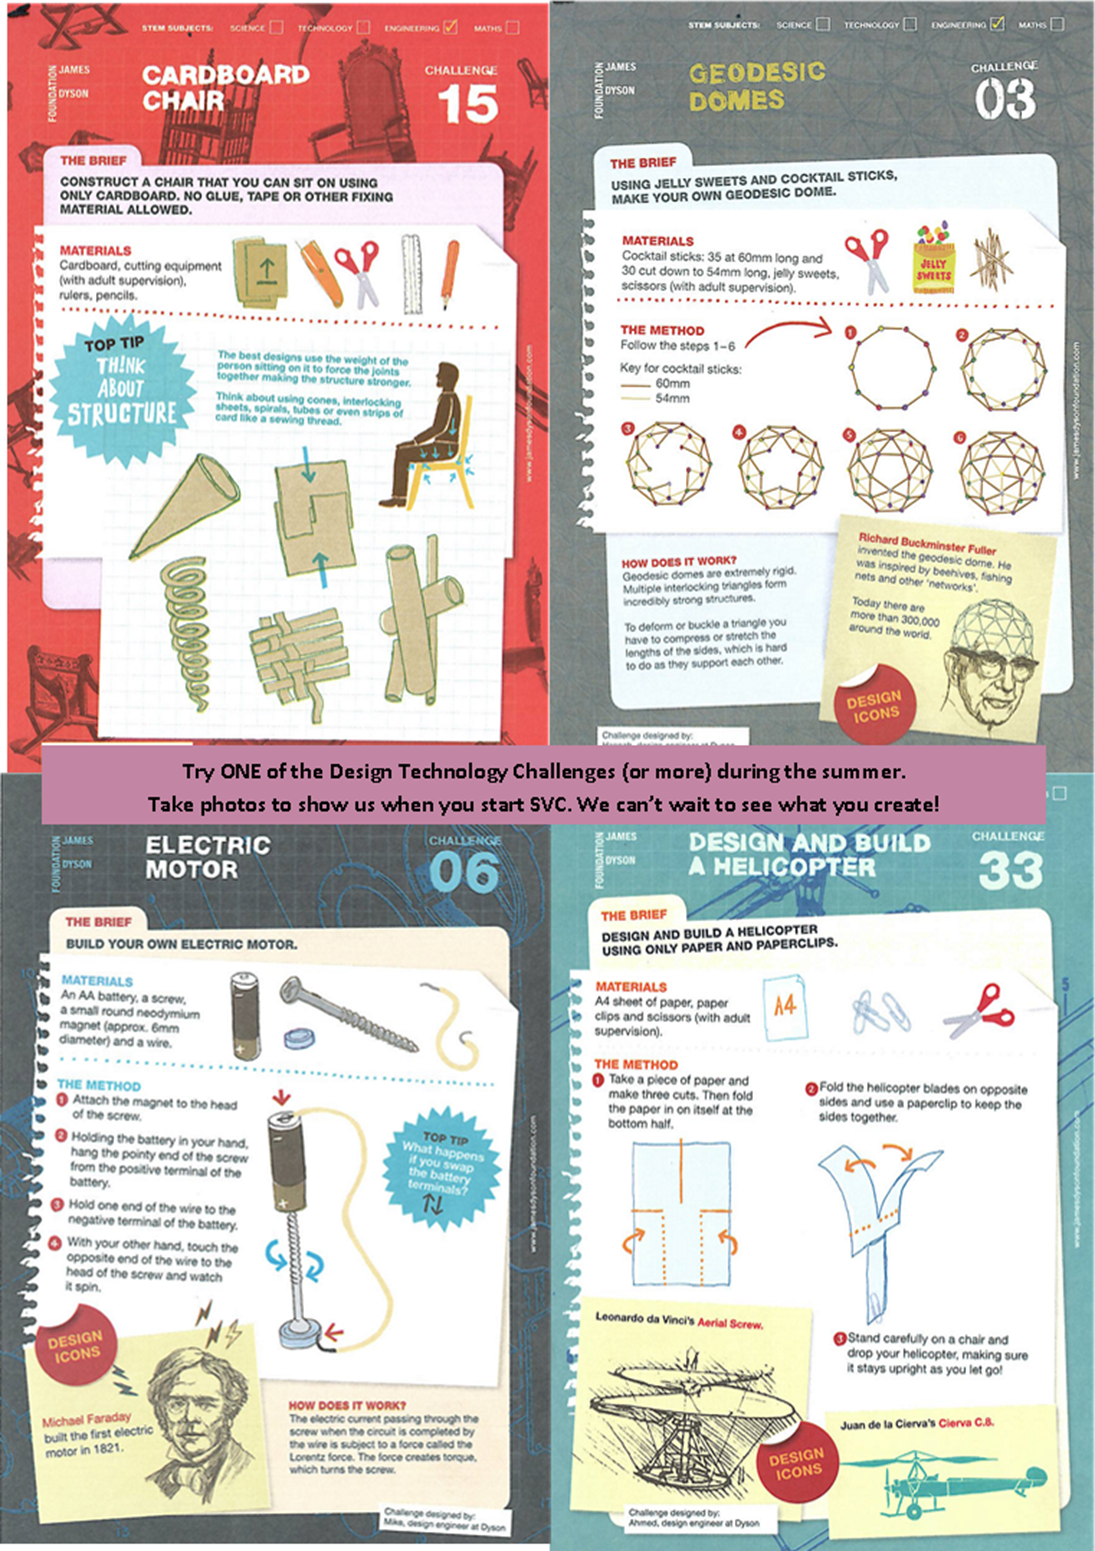 STEM SUBJECTS: SCIENCE TECHNOLOGY ENGINEERING MATHS
JAMES DYSON FOUNDATION
CARDBOARD
CHAIR
CHALLENGE
15
THE BRIEF
CONSTRUCT A CHAIR THAT YOU CAN SIT ON USING
ONLY CARDBOARD. NO GLUE, TAPE OR OTHER FIXING
MATERIAL ALLOWED.
MATERIALS
Cardboard, cutting equipment
(with adult supervision),
rulers, pencils.
TOP TIP
TH!NK
ABOUT
STRUCTURE
The best designs use the weight of the
person sitting on it to force the joints
together making the structure stronger.
Think about using cones, interlocking
sheets, spirals, tubes or even strips of
card like a sewing thread.
www.jamesdysonfoundation.com
STEM SUBJECTS: SCIENCE TECHNOLOGY ENGINEERING MATHS
JAMES DYSON FOUNDATION
GEODESIC
DOMES
CHALLENGE
03
THE BRIEF
USING JELLY SWEETS AND COCKTAIL STICKS,
MAKE YOUR OWN GEODESIC DOME.
MATERIALS
Cocktail sticks: 35 at 60mm long and
30 cut down to 54mm long, jelly sweets,
scissors (with adult supervision).
JELLY
SWEETS
THE METHOD
Follow the steps 1–6
Key for cocktail sticks:
60mm
54mm
1
2
3
4
5
6
HOW DOES IT WORK?
Geodesic domes are extremely rigid.
Multiple interlocking triangles form
incredibly strong structures.
To deform or buckle a triangle you
have to compress or stretch the
lengths of the sides, which is hard
to do as they support each other.
Richard Buckminster Fuller
invented the geodesic dome. He
was inspired by beehives, fishing
nets and other 'networks'.
Today there are
more than 300,000
around the world.
DESIGN
ICONS
www.jamesdysonfoundation.com
Challenge designed by:
Try ONE of the Design Technology Challenges (or more) during the summer.
Take photos to show us when you start SVC. We can't wait to see what you create!
JAMES DYSON FOUNDATION
ELECTRIC
MOTOR
CHALLENGE
06
THE BRIEF
BUILD YOUR OWN ELECTRIC MOTOR.
MATERIALS
An AA battery, a screw,
a small round neodymium
magnet (approx. 6mm
diameter) and a wire.
THE METHOD
1 Attach the magnet to the head
of the screw.
2 Holding the battery in your hand,
hang the pointy end of the screw
from the positive terminal of the
battery.
3 Hold one end of the wire to the
negative terminal of the battery.
4 With your other hand, touch the
opposite end of the wire to the
head of the screw and watch
it spin.
TOP TIP
What happens
if you swap
the battery
terminals?
DESIGN
ICONS
Michael Faraday
built the first electric
motor in 1821.
HOW DOES IT WORK?
The electric current passing through the
screw when the circuit is completed by
the wire is subject to a force called the
Lorentz force. The force creates torque,
which turns the screw.
Challenge designed by:
Mike, design engineer at Dyson
www.jamesdysonfoundation.com
JAMES DYSON FOUNDATION
DESIGN AND BUILD
A HELICOPTER
CHALLENGE
33
THE BRIEF
DESIGN AND BUILD A HELICOPTER
USING ONLY PAPER AND PAPERCLIPS.
MATERIALS
A4 sheet of paper, paper
clips and scissors (with adult
supervision).
A4
THE METHOD
1 Take a piece of paper and
make three cuts. Then fold
the paper in on itself at the
bottom half.
2 Fold the helicopter blades on opposite
sides and use a paperclip to keep the
sides together.
3 Stand carefully on a chair and
drop your helicopter, making sure
it stays upright as you let go!
Leonardo da Vinci's Aerial Screw.
DESIGN
ICONS
Juan de la Cierva's Cierva C.8.
Challenge designed by:
Ahmed, design engineer at Dyson
www.jamesdysonfoundation.com